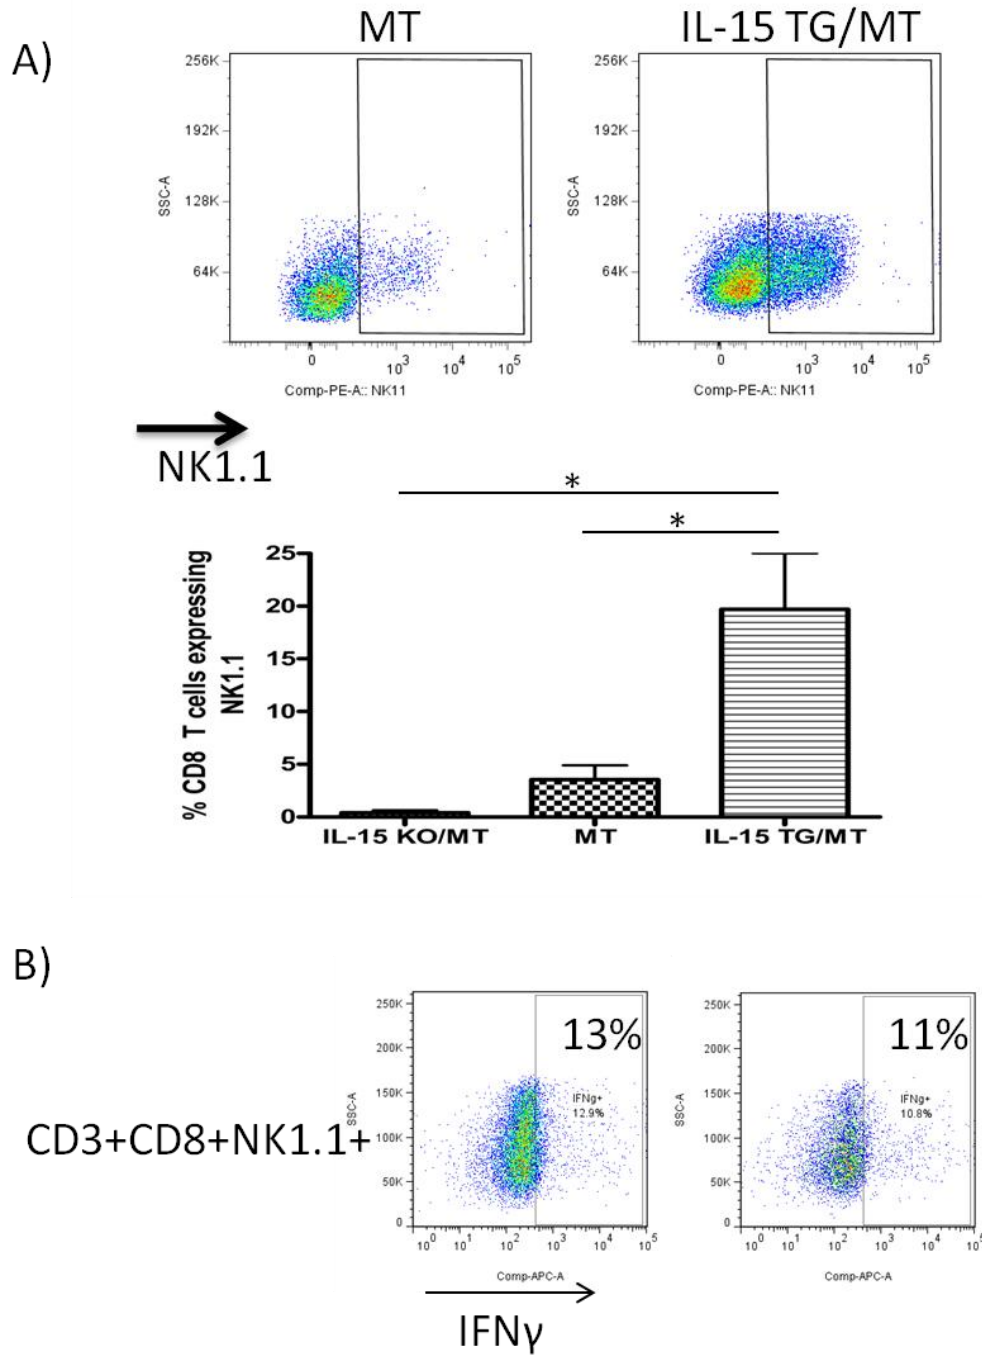 A)
MT
IL-15 TG/MT
256K
192K
128K
64K
SSC-A
0 10³ 10⁴ 10⁵
Comp-PE-A:: NK11
256K
192K
128K
64K
SSC-A
0 10³ 10⁴ 10⁵
Comp-PE-A:: NK11
NK1.1
*
*
% CD8 T cells expressing
NK1.1
25
20
15
10
5
0
IL-15 KO/MT MT IL-15 TG/MT
B)
CD3+CD8+NK1.1+
250K
200K
150K
100K
50K
0
SSC-A
13%
IFNg+
12.9%
10⁰ 10¹ 10² 10³ 10⁴ 10⁵
Comp-APC-A
250K
200K
150K
100K
50K
0
SSC-A
11%
IFNg+
10.8%
10⁰ 10¹ 10² 10³ 10⁴ 10⁵
Comp-APC-A
IFNγ